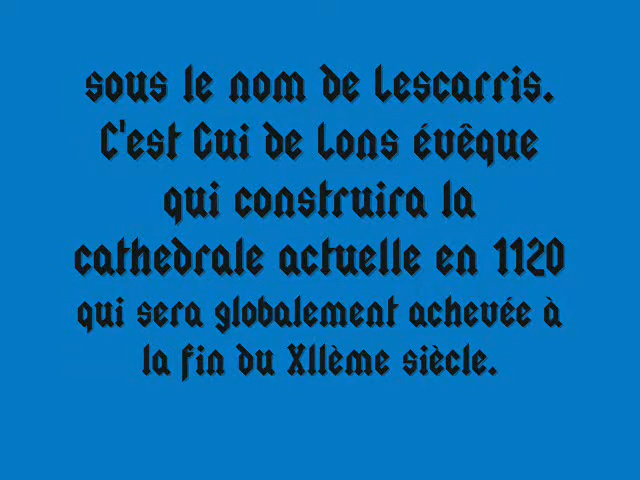 sous le nom de Lescarris.
C'est Gui de Lons évêque
qui construira la
cathedrale actuelle en 1120
qui sera globalement achevée à
la fin du XIIème siècle.